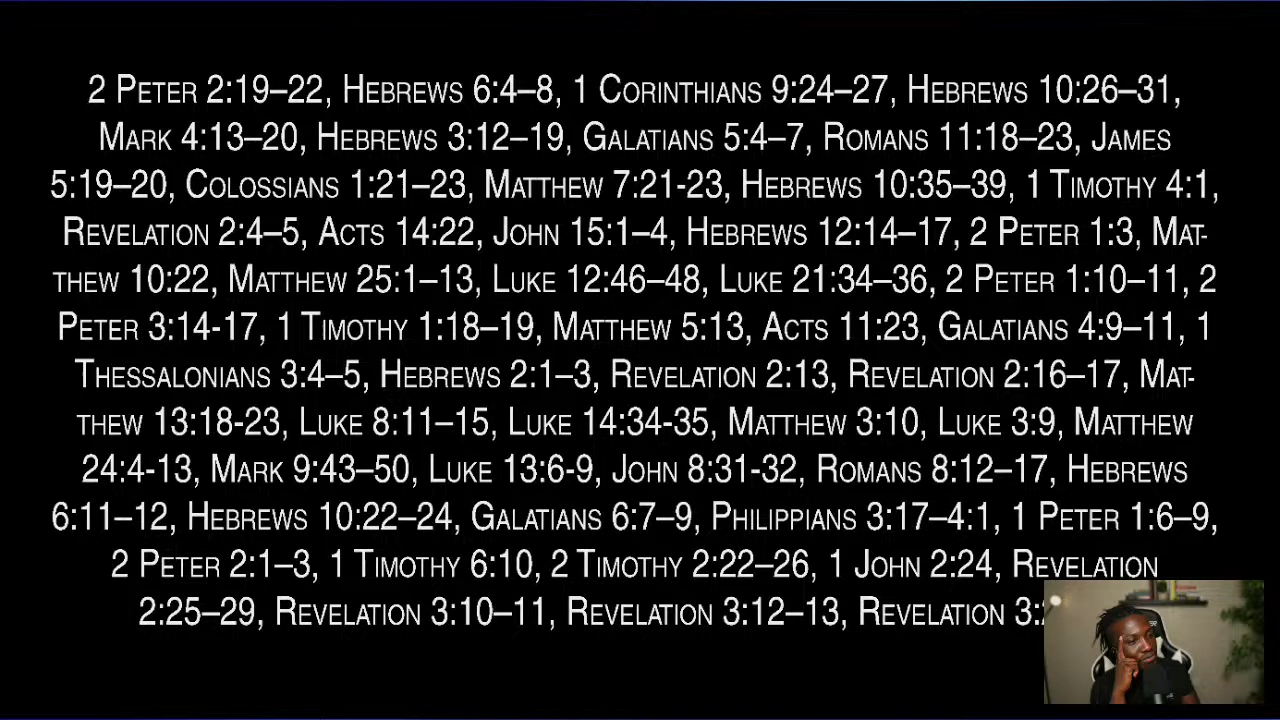 2 Peter 2:19–22, Hebrews 6:4–8, 1 Corinthians 9:24–27, Hebrews 10:26–31,
Mark 4:13–20, Hebrews 3:12–19, Galatians 5:4–7, Romans 11:18–23, James
5:19–20, Colossians 1:21–23, Matthew 7:21-23, Hebrews 10:35–39, 1 Timothy 4:1,
Revelation 2:4–5, Acts 14:22, John 15:1–4, Hebrews 12:14–17, 2 Peter 1:3, Mat-
thew 10:22, Matthew 25:1–13, Luke 12:46–48, Luke 21:34–36, 2 Peter 1:10–11, 2
Peter 3:14-17, 1 Timothy 1:18–19, Matthew 5:13, Acts 11:23, Galatians 4:9–11, 1
Thessalonians 3:4–5, Hebrews 2:1–3, Revelation 2:13, Revelation 2:16–17, Mat-
thew 13:18-23, Luke 8:11–15, Luke 14:34-35, Matthew 3:10, Luke 3:9, Matthew
24:4-13, Mark 9:43–50, Luke 13:6-9, John 8:31-32, Romans 8:12–17, Hebrews
6:11–12, Hebrews 10:22–24, Galatians 6:7–9, Philippians 3:17–4:1, 1 Peter 1:6–9,
2 Peter 2:1–3, 1 Timothy 6:10, 2 Timothy 2:22–26, 1 John 2:24, Revelation
2:25–29, Revelation 3:10–11, Revelation 3:12–13, Revelation